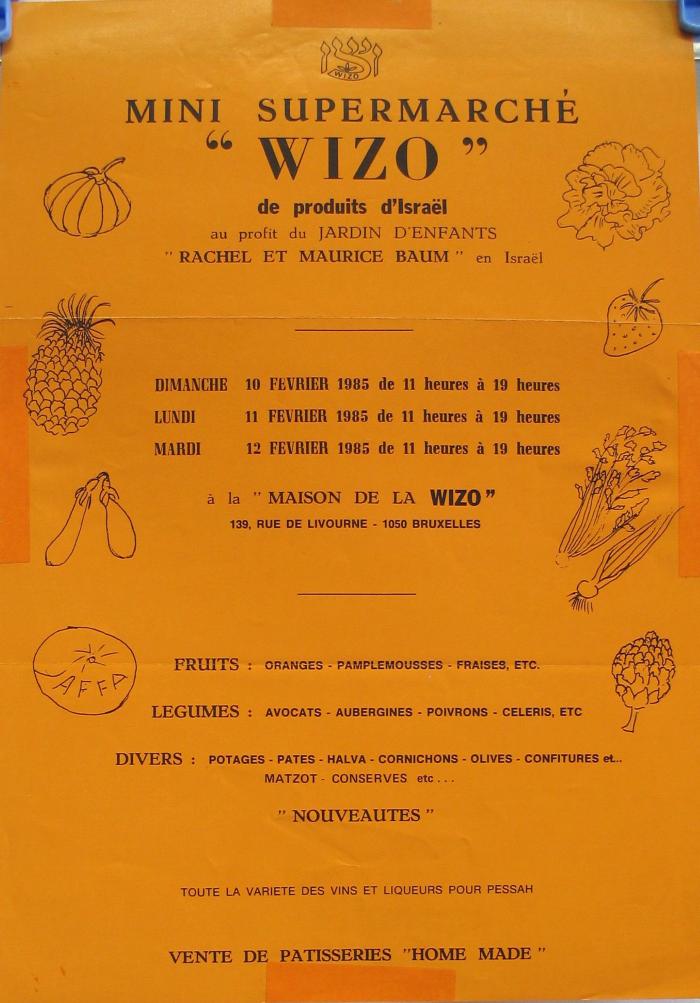 WIZO
MINI SUPERMARCHÉ
“ WIZO ”
de produits d'Israël
au profit du JARDIN D'ENFANTS
" RACHEL ET MAURICE BAUM " en Israël
DIMANCHE 10 FEVRIER 1985 de 11 heures à 19 heures
LUNDI 11 FEVRIER 1985 de 11 heures à 19 heures
MARDI 12 FEVRIER 1985 de 11 heures à 19 heures
à la " MAISON DE LA WIZO "
139, RUE DE LIVOURNE - 1050 BRUXELLES
JAFFA
FRUITS : ORANGES - PAMPLEMOUSSES - FRAISES, ETC.
LEGUMES : AVOCATS - AUBERGINES - POIVRONS - CELERIS, ETC
DIVERS : POTAGES - PATES - HALVA - CORNICHONS - OLIVES - CONFITURES et...
MATZOT - CONSERVES etc ...
" NOUVEAUTES "
TOUTE LA VARIETE DES VINS ET LIQUEURS POUR PESSAH
VENTE DE PATISSERIES "HOME MADE "